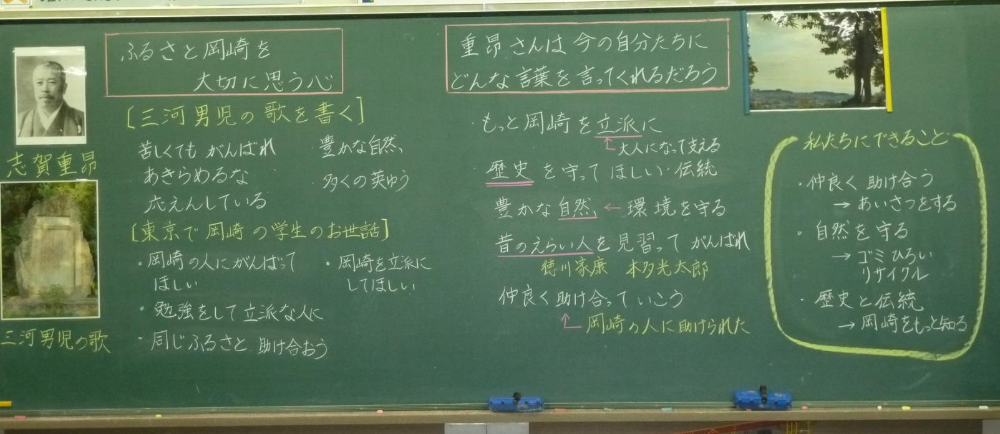 志賀重昂
三河男児の歌
ふるさと岡崎を
大切に思う心
[三河男児の歌を書く]
苦しくても がんばれ
あきらめるな
応えんしている
・豊かな自然、
・多くの英ゆう
[東京で岡崎の学生のお世話]
・岡崎の人にがんばって
ほしい
・勉強をして立派な人に
・同じふるさと 助け合おう
・岡崎を立派に
してほしい
重昂さんは今の自分たちに
どんな言葉を言ってくれるだろう
・もっと岡崎を立派に
大人になって支える
・歴史を守ってほしい・伝統
豊かな自然、← 環境を守る
昔のえらい人を見習ってがんばれ
徳川家康 本多光太郎
仲良く助け合っていこう
岡崎の人に助けられた
私たちにできること
・仲良く助け合う
→あいさつをする
・自然を守る
→ゴミひろい
リサイクル
・歴史と伝統
→岡崎をもっと知る